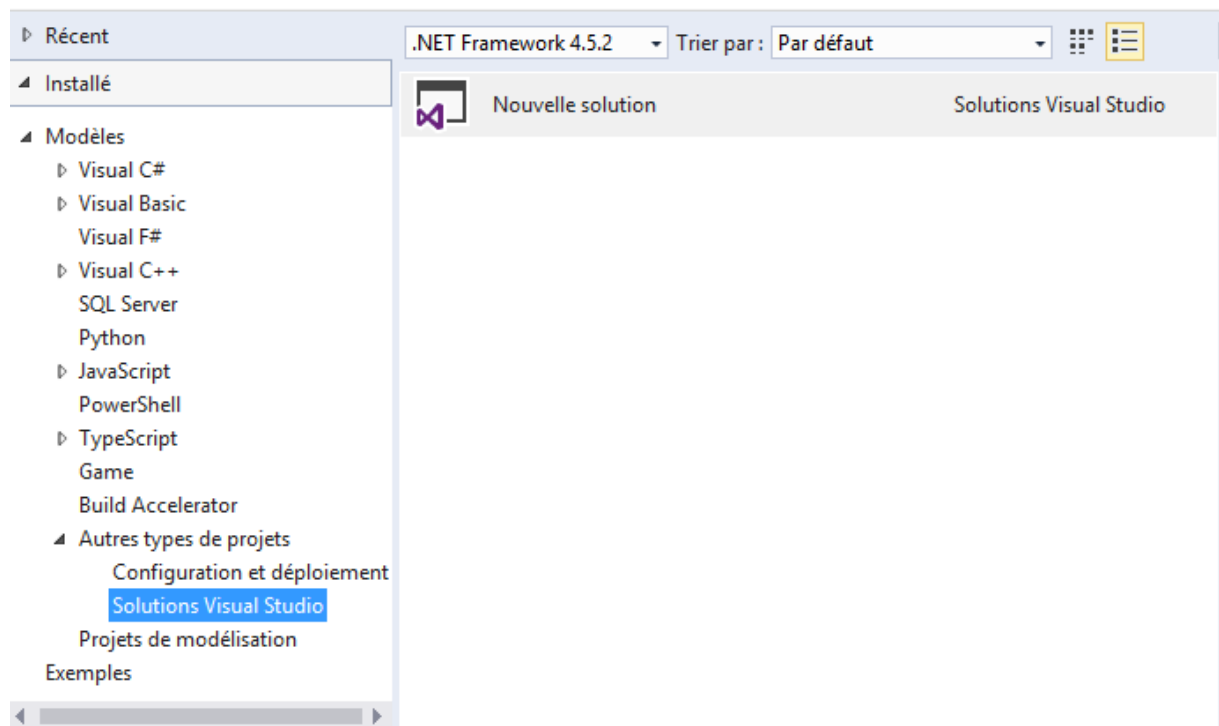 Récent
Installé
Modèles
Visual C#
Visual Basic
Visual F#
Visual C++
SQL Server
Python
JavaScript
PowerShell
TypeScript
Game
Build Accelerator
Autres types de projets
Configuration et déploiement
Solutions Visual Studio
Projets de modélisation
Exemples
.NET Framework 4.5.2 Trier par : Par défaut
Nouvelle solution Solutions Visual Studio